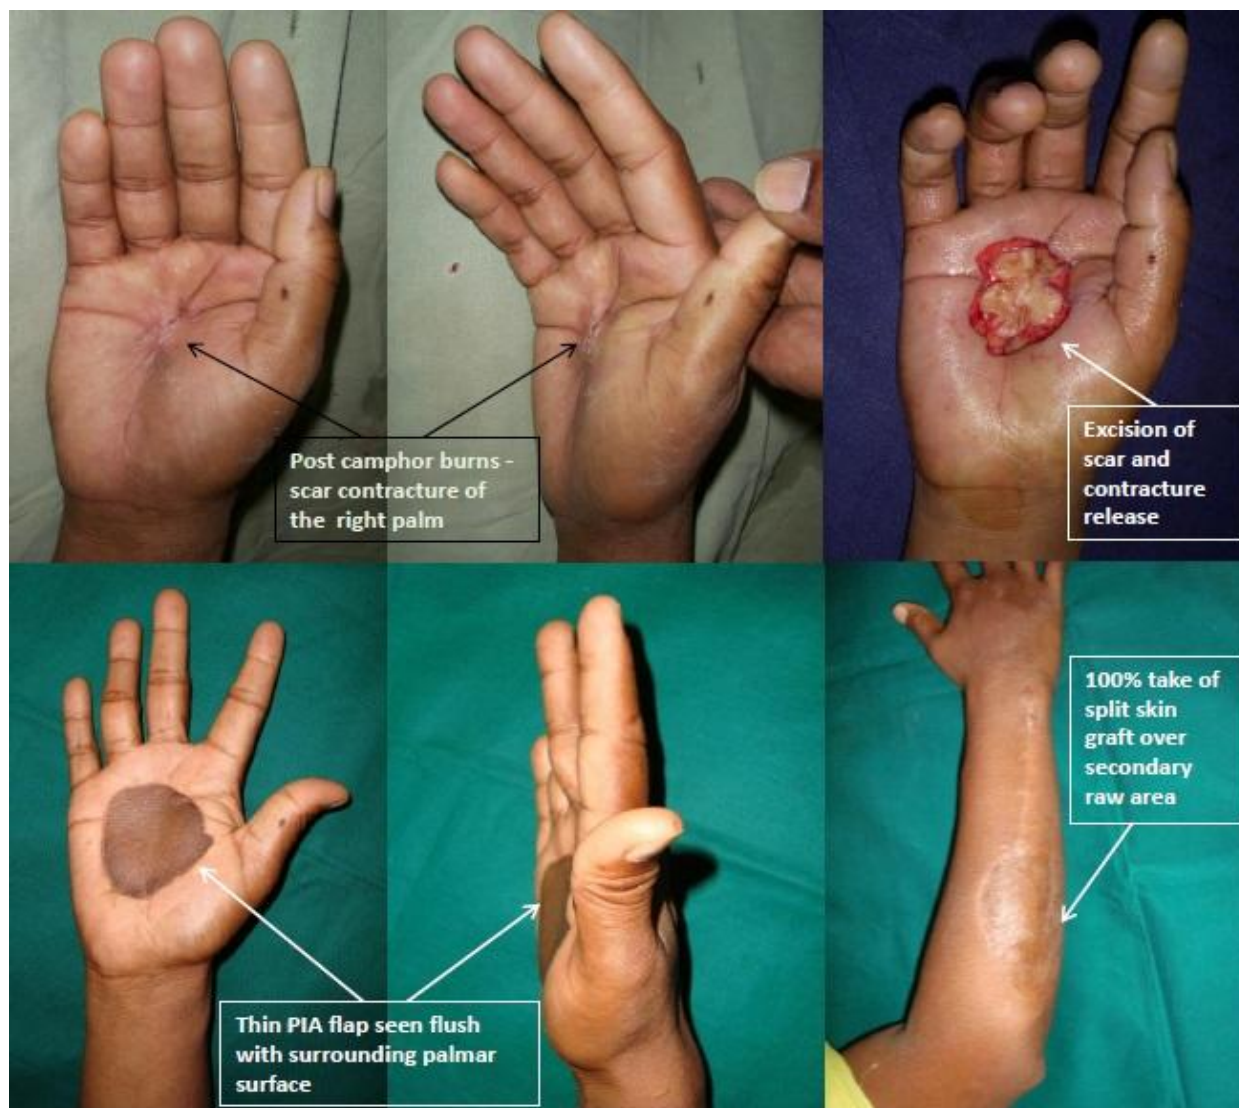 Post camphor burns -
scar contracture of
the right palm
Excision of
scar and
contracture
release
100% take of
split skin
graft over
secondary
raw area
Thin PIA flap seen flush
with surrounding palmar
surface